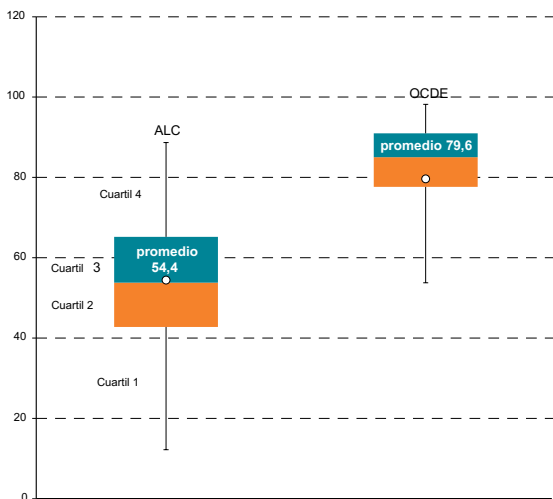 120
100
80
60
40
20
0
ALC
OCDE
promedio 79,6
Cuartil 4
promedio
54,4
Cuartil 3
Cuartil 2
Cuartil 1